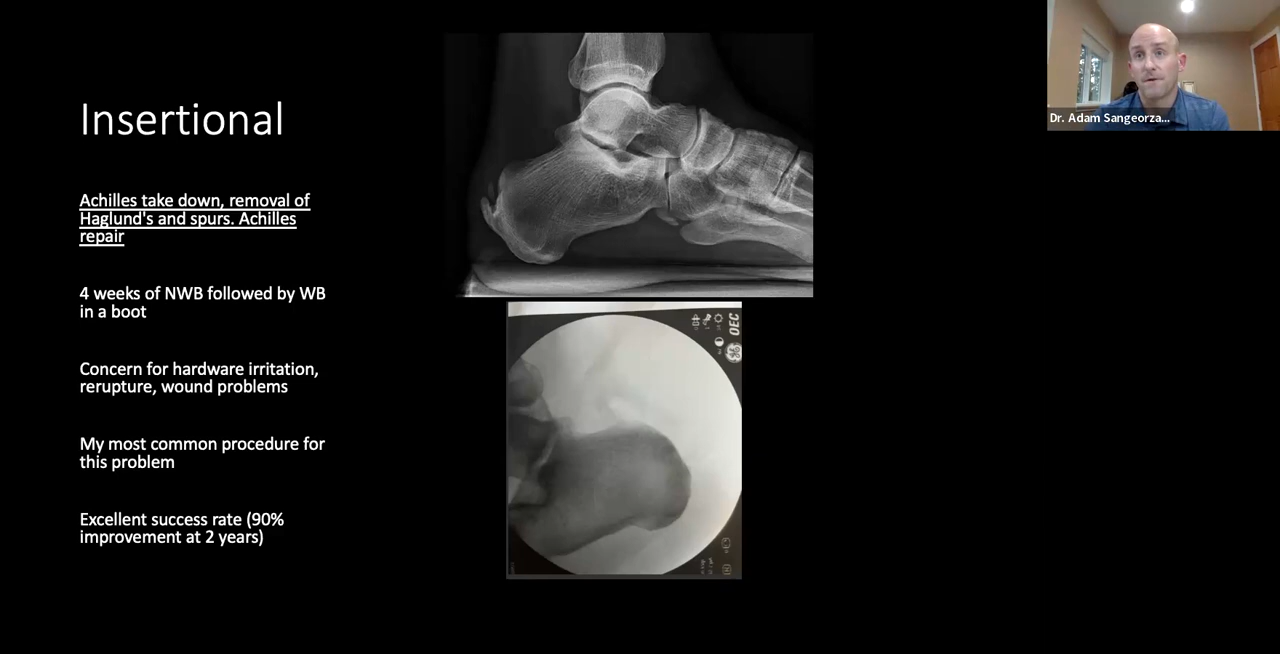 Insertional
Achilles take down, removal of
Haglund's and spurs. Achilles
repair
4 weeks of NWB followed by WB
in a boot
Concern for hardware irritation,
rerupture, wound problems
My most common procedure for
this problem
Excellent success rate (90%
improvement at 2 years)
Dr. Adam Sangeorza...
OEC